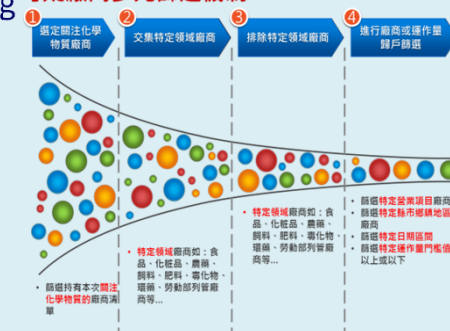 g
1
選定關注化學
物質廠商
2
交集特定領域廠商
3
排除特定領域廠商
4
進行廠商或運作量
歸戶篩選
• 篩選持有本次關注
化學物質的廠商清
單
• 特定領域廠商如：食
品、化粧品、農藥、
飼料、肥料、毒化物、
環藥、勞動部列管廠
商等...
• 特定領域廠商如：食
品、化粧品、農藥、
飼料、肥料、毒化物、
環藥、勞動部列管廠
商等...
• 篩選特定營業項目廠商
• 篩選特定縣市鄉鎮地區
廠商
• 篩選特定日期區間
• 篩選特定運作量門檻值
以上或以下